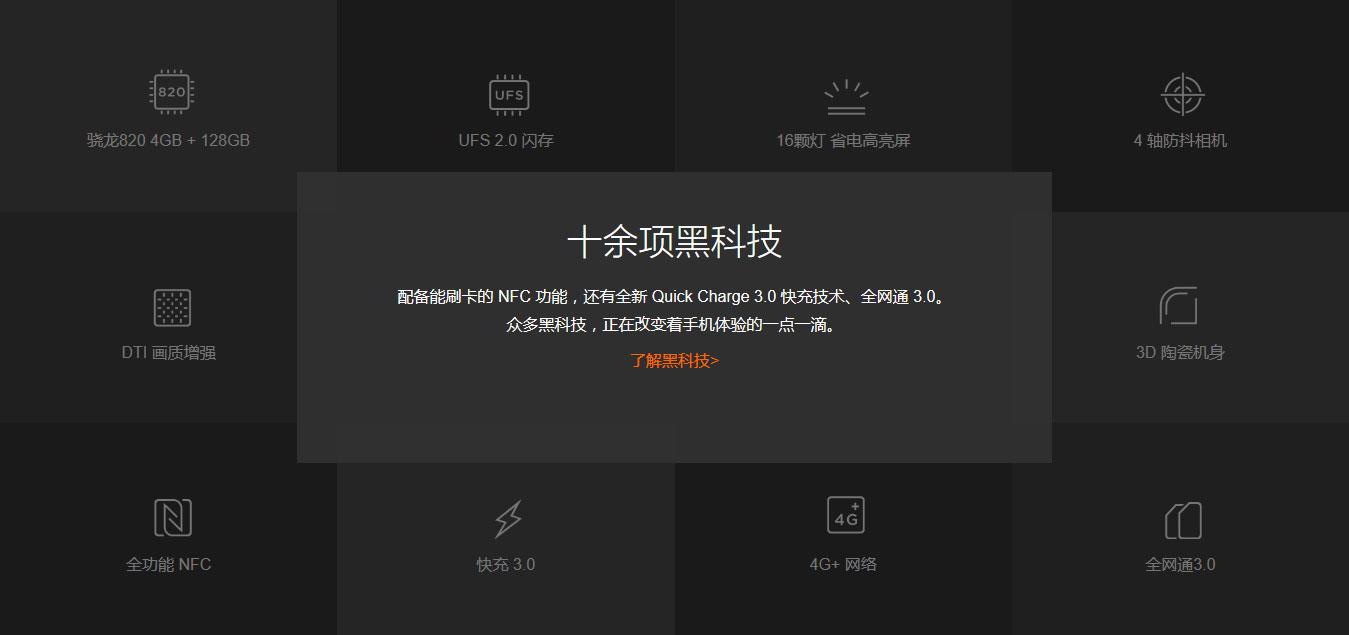 820
UFS
骁龙820 4GB + 128GB
UFS 2.0 闪存
16颗灯 省电高亮屏
4 轴防抖相机
十余项黑科技
配备能刷卡的 NFC 功能，还有全新 Quick Charge 3.0 快充技术、全网通 3.0。
众多黑科技，正在改变着手机体验的一点一滴。
了解黑科技>
DTI 画质增强
3D 陶瓷机身
4G+
全功能 NFC
快充 3.0
4G+ 网络
全网通3.0